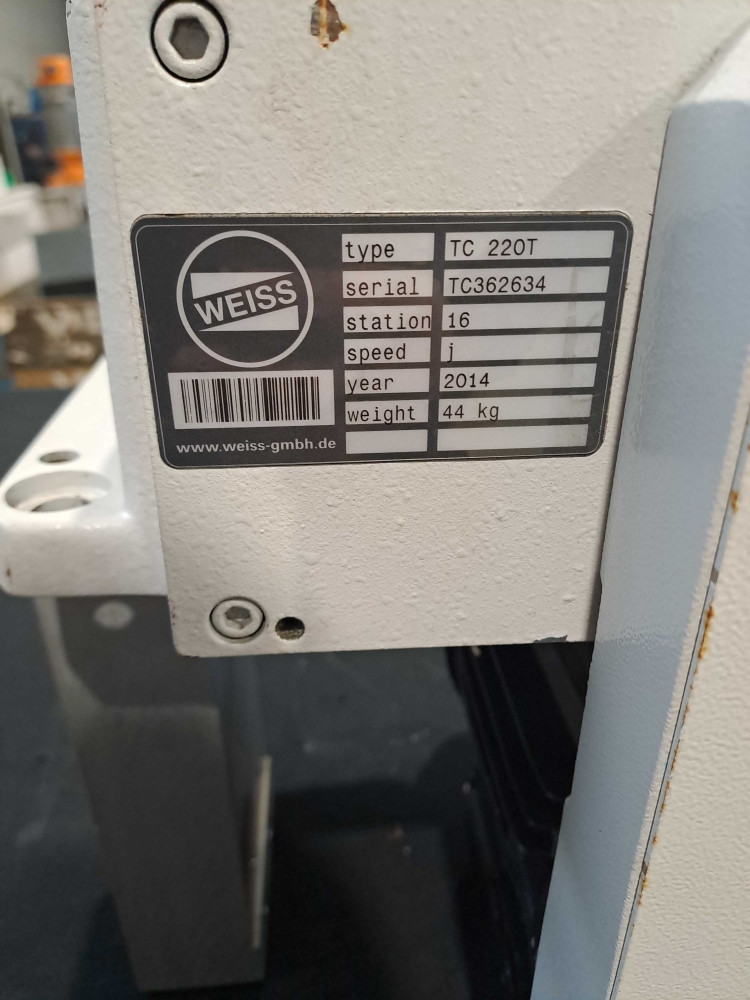 WEISS
www.weiss-gmbh.de
type TC 220T
serial TC362634
station 16
speed j
year 2014
weight 44 kg